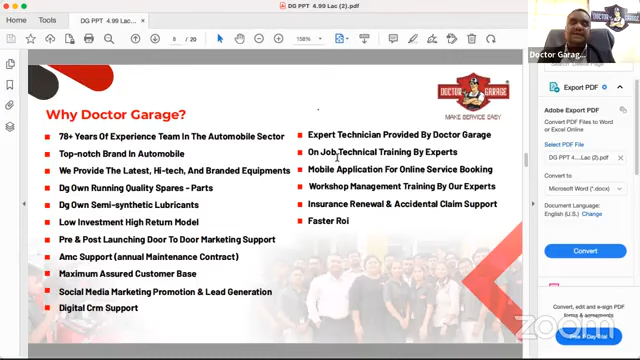 DG PPT 4.99 Lac (2).pdf
Home
Tools
DG PPT 4.99 Lac (2)....
×
8 / 20
158%
DOCTOR GARAGE
Doctor Garag...
DOCTOR GARAGE
MAKE SERVICE EASY
Why Doctor Garage?
78+ Years Of Experience Team In The Automobile Sector
Top-notch Brand In Automobile
We Provide The Latest, Hi-tech, And Branded Equipments
Dg Own Running Quality Spares - Parts
Dg Own Semi-synthetic Lubricants
Low Investment High Return Model
Pre & Post Launching Door To Door Marketing Support
Amc Support (annual Maintenance Contract)
Maximum Assured Customer Base
Social Media Marketing Promotion & Lead Generation
Digital Crm Support
Expert Technician Provided By Doctor Garage
On Job Technical Training By Experts
Mobile Application For Online Service Booking
Workshop Management Training By Our Experts
Insurance Renewal & Accidental Claim Support
Faster Roi
Export PDF
Adobe Export PDF
Convert PDF Files to Word
or Excel Online
Select PDF File
DG PPT 4....Lac (2).pdf
×
Convert to
Microsoft Word (*.docx)
Document Language:
English (U.S.) Change
Convert
Convert, edit and e-sign PDF
forms & agreements
zoom